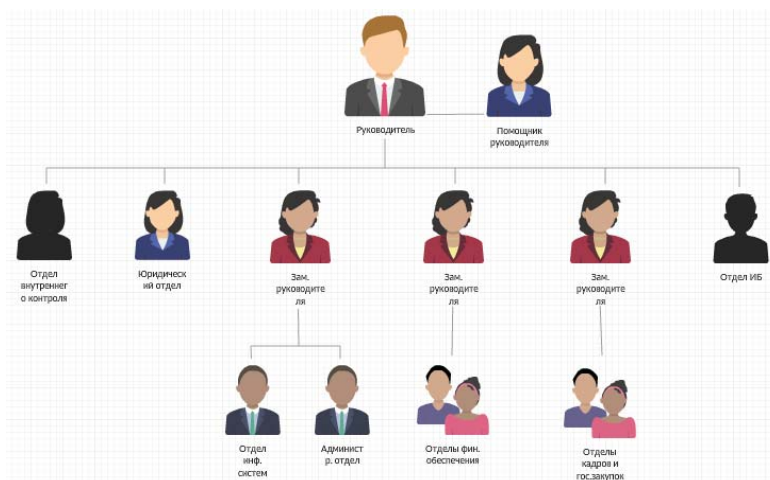 Руководитель
Помощник
руководителя
Отдел
внутреннег
о контроля
Юридическ
ий отдел
Зам.
руководите
ля
Зам.
руководите
ля
Зам.
руководите
ля
Отдел ИБ
Отдел
инф.
систем
Админист
р. отдел
Отделы фин.
обеспечения
Отделы
кадров и
гос.закупок